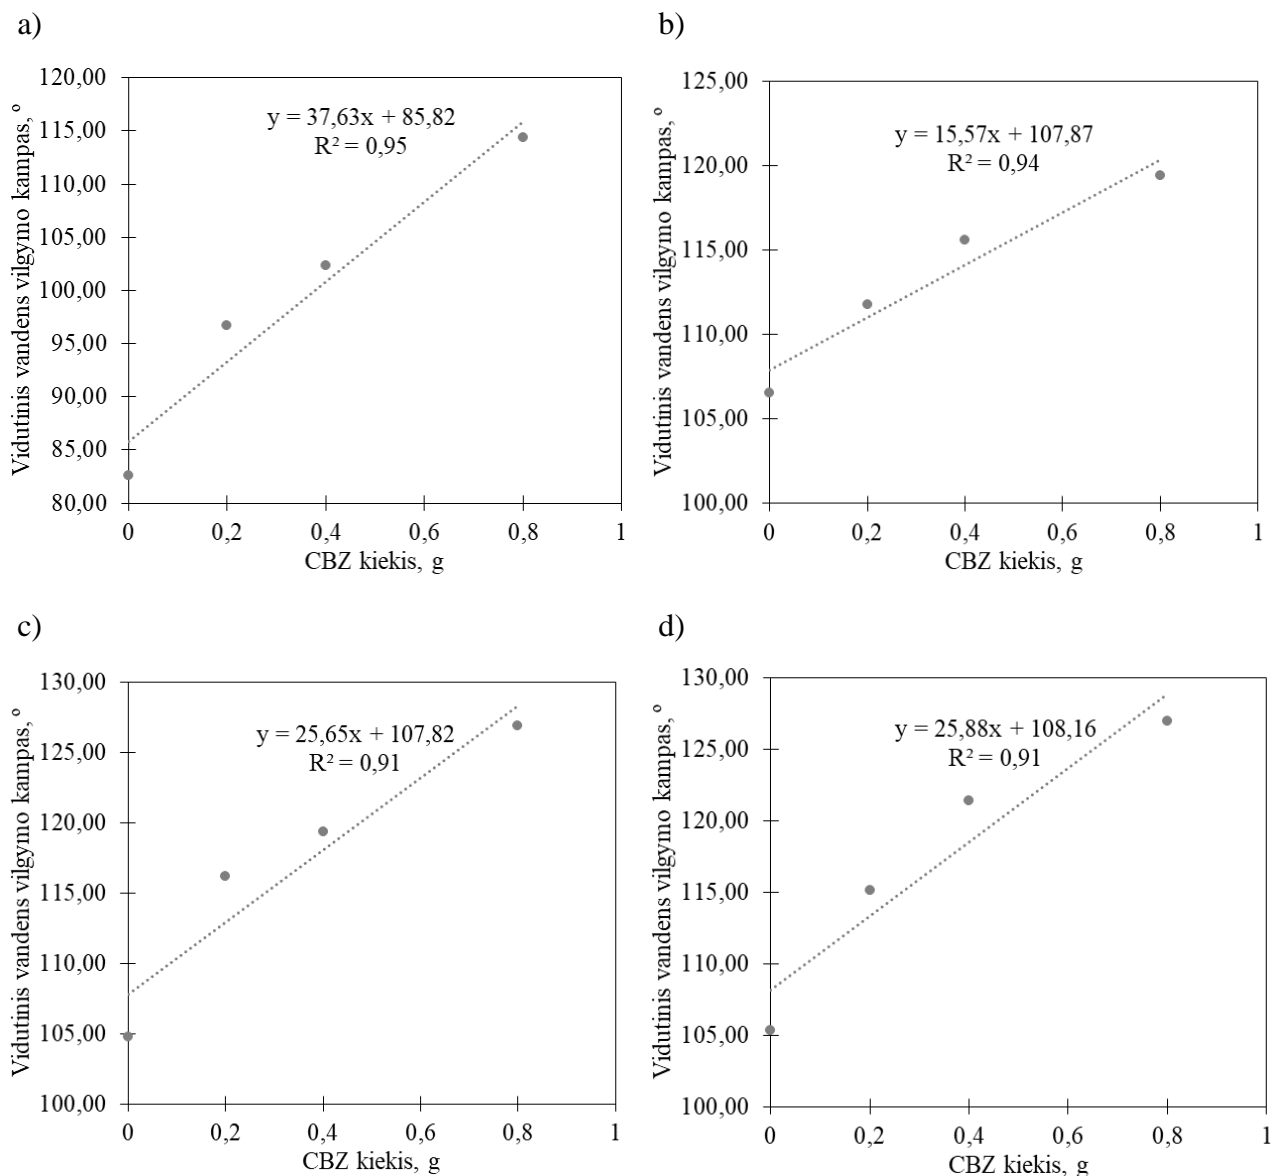 a)
Vidutinis vandens vilgymo kampas, º
120,00
115,00
110,00
105,00
100,00
95,00
90,00
85,00
80,00
y = 37,63x + 85,82
R² = 0,95
0 0,2 0,4 0,6 0,8 1
CBZ kiekis, g
b)
Vidutinis vandens vilgymo kampas, º
125,00
120,00
115,00
110,00
105,00
100,00
y = 15,57x + 107,87
R² = 0,94
0 0,2 0,4 0,6 0,8 1
CBZ kiekis, g
c)
Vidutinis vandens vilgymo kampas, º
130,00
125,00
120,00
115,00
110,00
105,00
100,00
y = 25,65x + 107,82
R² = 0,91
0 0,2 0,4 0,6 0,8 1
CBZ kiekis, g
d)
Vidutinis vandens vilgymo kampas, º
130,00
125,00
120,00
115,00
110,00
105,00
100,00
y = 25,88x + 108,16
R² = 0,91
0 0,2 0,4 0,6 0,8 1
CBZ kiekis, g